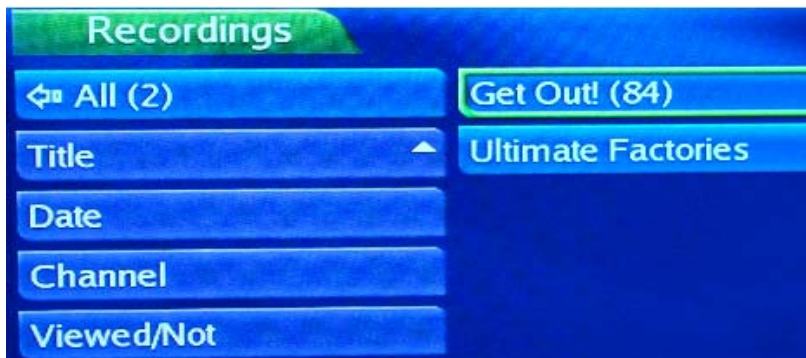 Recordings
All (2)
Title
Date
Channel
Viewed/Not
Get Out! (84)
Ultimate Factories